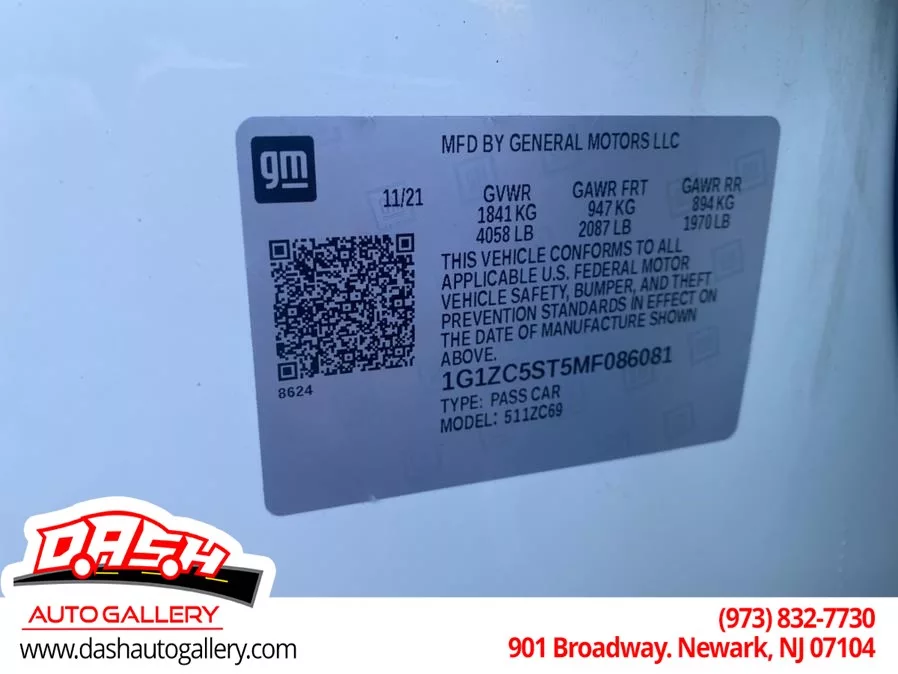 gm
MFD BY GENERAL MOTORS LLC
11/21
GVWR
1841 KG
4058 LB
GAWR FRT
947 KG
2087 LB
GAWR RR
894 KG
1970 LB
THIS VEHICLE CONFORMS TO ALL
APPLICABLE U.S. FEDERAL MOTOR
VEHICLE SAFETY, BUMPER, AND THEFT
PREVENTION STANDARDS IN EFFECT ON
THE DATE OF MANUFACTURE SHOWN
ABOVE.
1G1ZC5ST5MF086081
TYPE: PASS CAR
MODEL: 511ZC69
8624
DASH
AUTO GALLERY
www.dashautogallery.com
(973) 832-7730
901 Broadway. Newark, NJ 07104